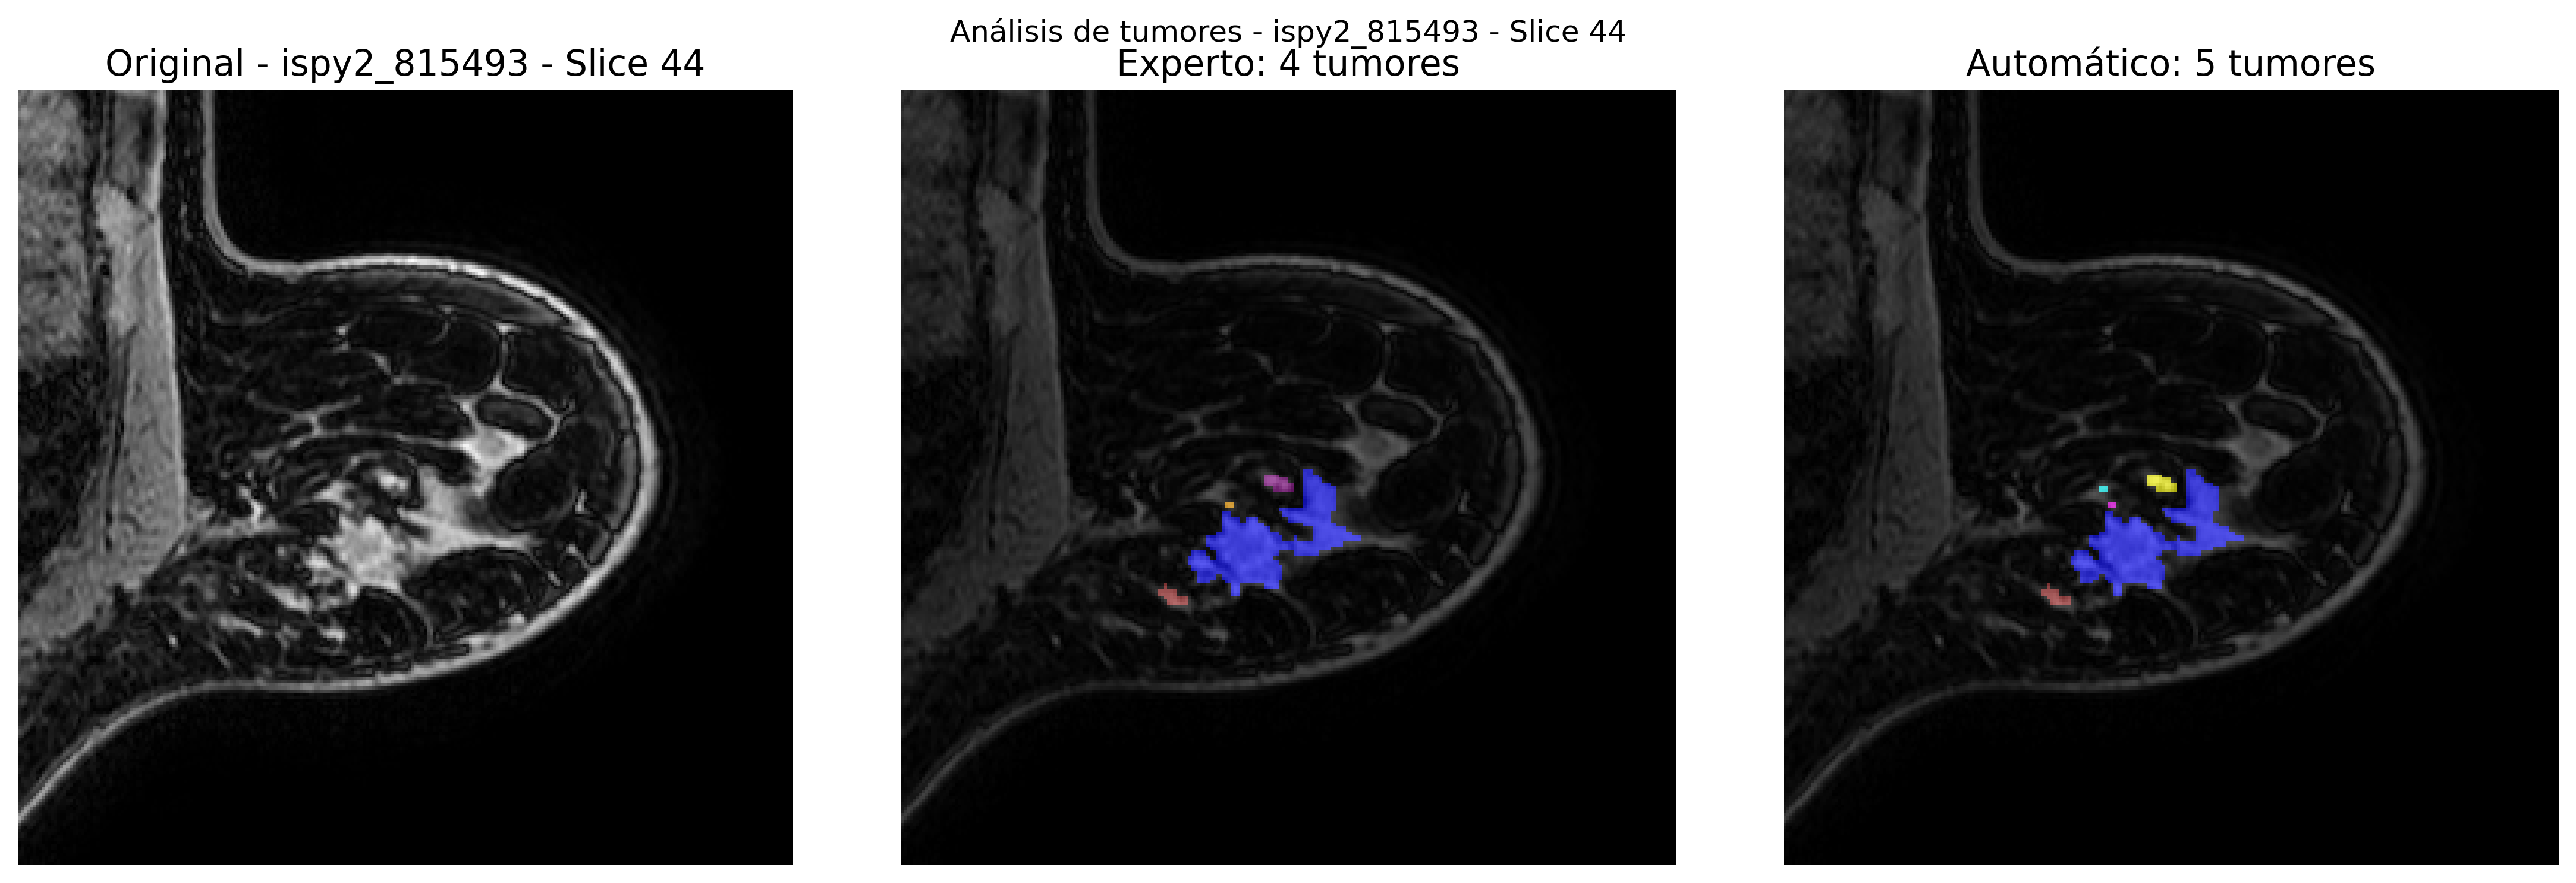 Análisis de tumores - ispy2_815493 - Slice 44
Original - ispy2_815493 - Slice 44
Experto: 4 tumores
Automático: 5 tumores